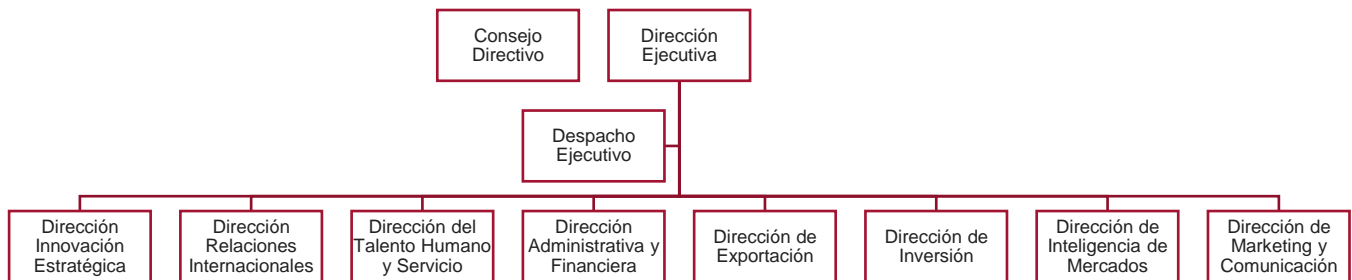 Consejo
Directivo
Dirección
Ejecutiva
Despacho
Ejecutivo
Dirección
Innovación
Estratégica
Dirección
Relaciones
Internacionales
Dirección del
Talento Humano
y Servicio
Dirección
Administrativa y
Financiera
Dirección de
Exportación
Dirección de
Inversión
Dirección de
Inteligencia de
Mercados
Dirección de
Marketing y
Comunicación